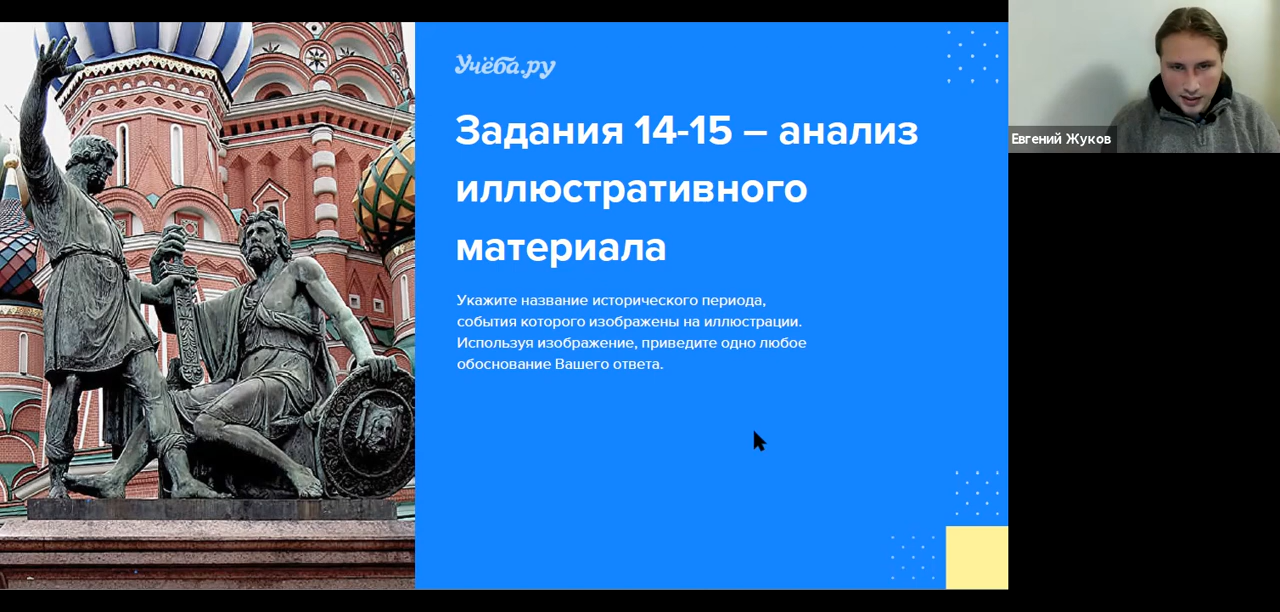 Учёба.ру
Задания 14-15 – анализ
иллюстративного
материала
Укажите название исторического периода,
события которого изображены на иллюстрации.
Используя изображение, приведите одно любое
обоснование Вашего ответа.
Евгений Жуков